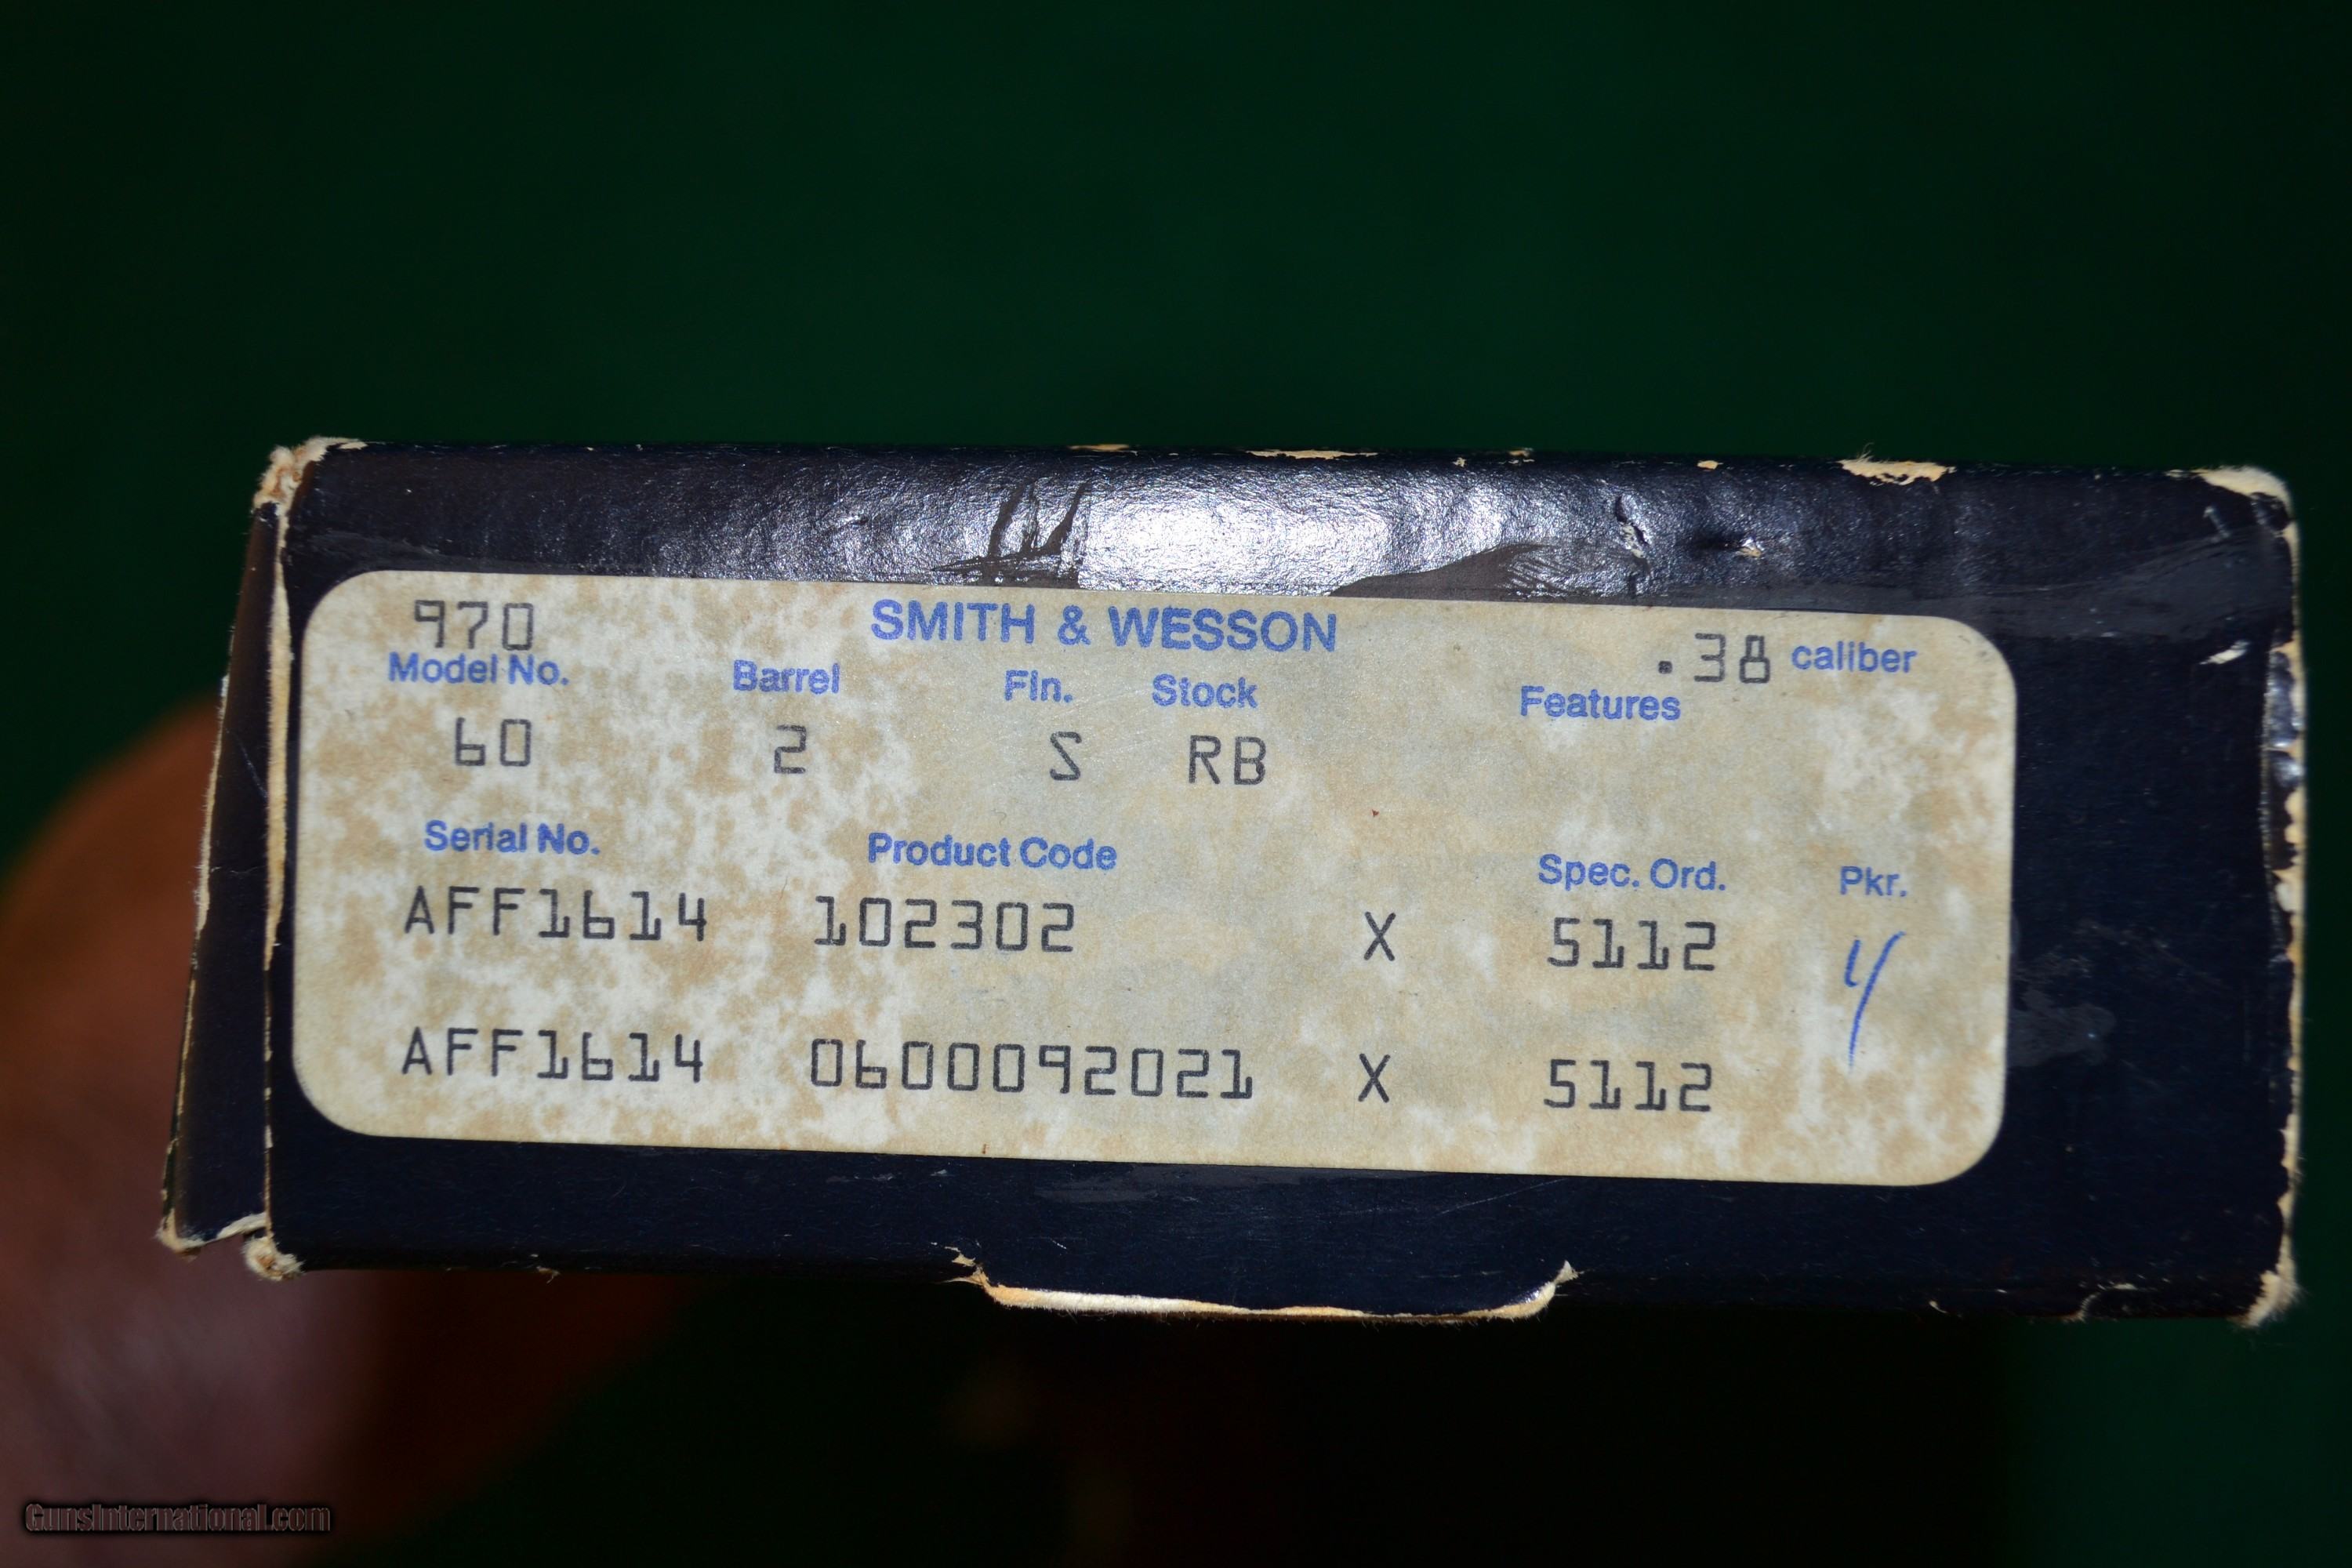 970 SMITH & WESSON .38 caliber
Model No. Barrel Fin. Stock Features
60 2 S RB
Serial No. Product Code Spec. Ord. Pkr.
AFF1614 102302 X 5112 4
AFF1614 0600092021 X 5112
GunsInternational.com